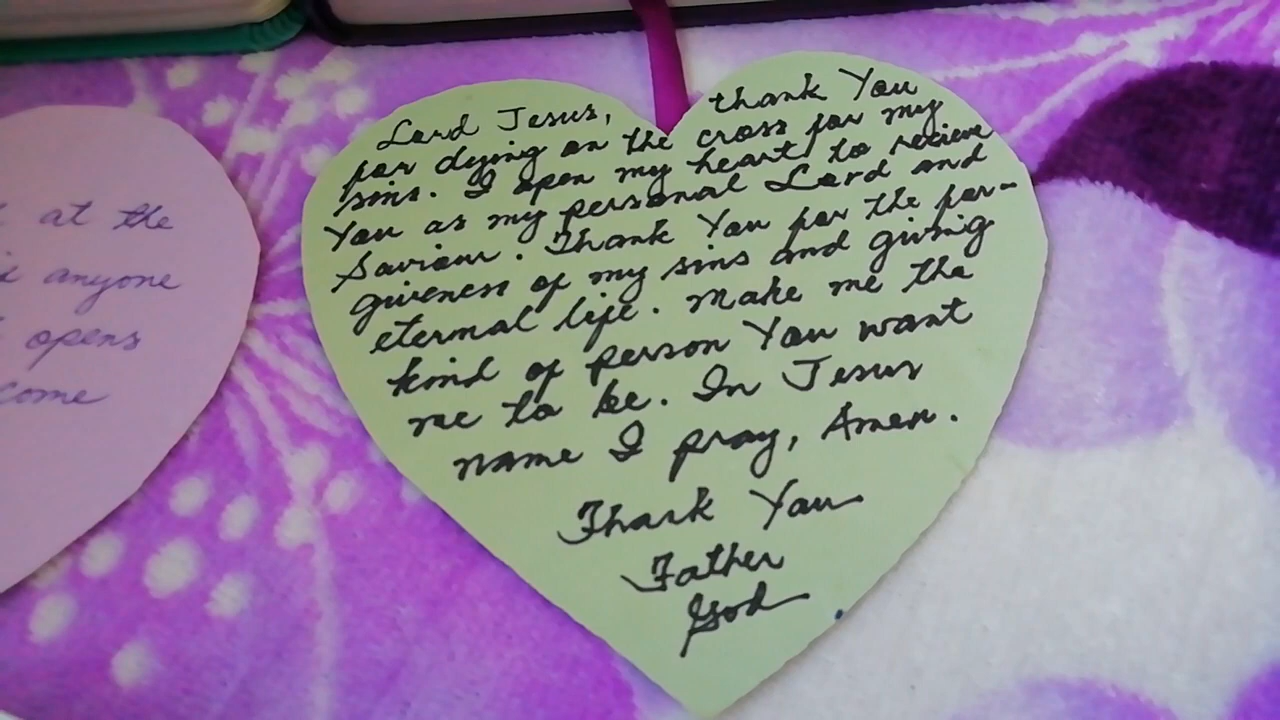 at the
anyone
opens
come
Lord Jesus, thank You
for dying on the cross for my
sins. I open my heart to recieve
You as my personal Lord and
Saviour. Thank You for the for-
giveness of my sins and giving
eternal life. Make me the
kind of person You want
me to be. In Jesus
name I pray, Amen.
Thank You
Father
God